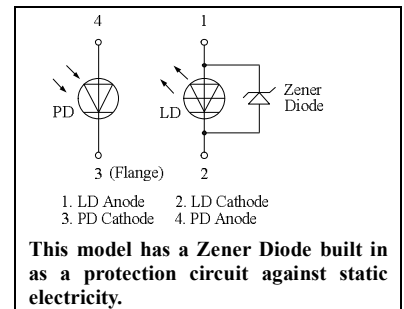 4 1
PD LD Zener
Diode
3 (Flange) 2
1. LD Anode 2. LD Cathode
3. PD Cathode 4. PD Anode
This model has a Zener Diode built in
as a protection circuit against static
electricity.